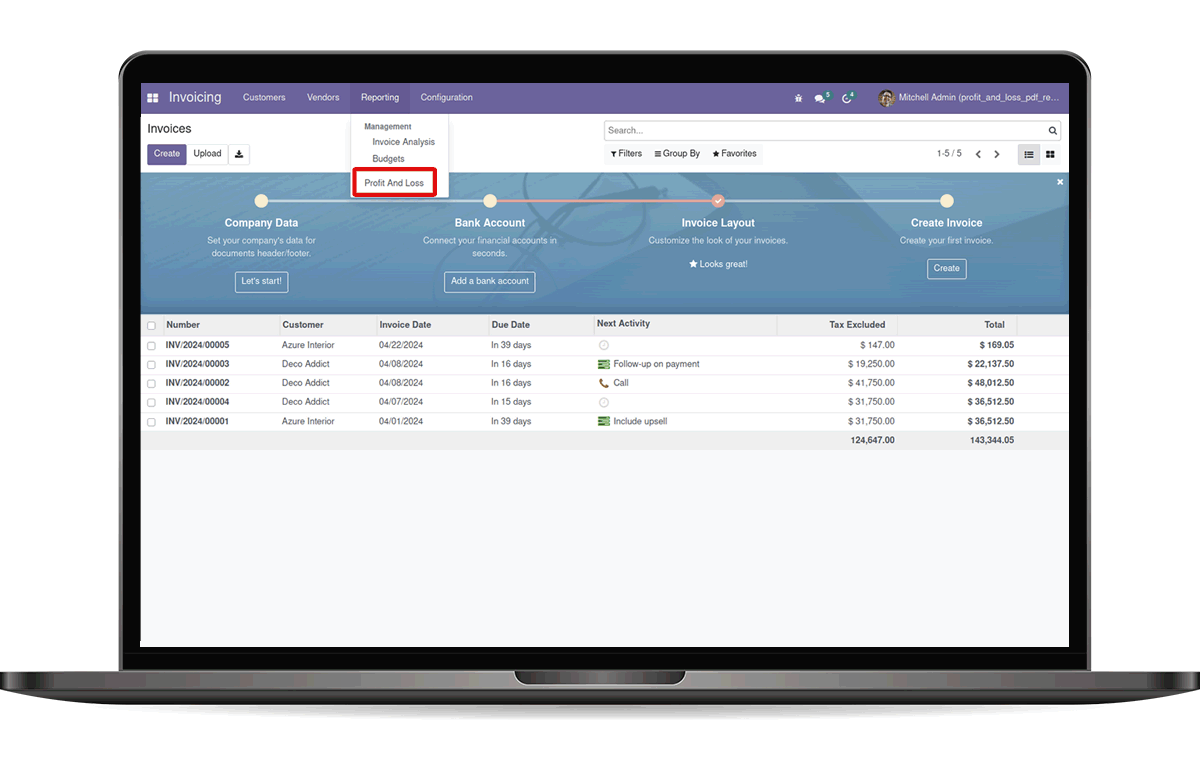 Invoicing Customers Vendors Reporting Configuration 5 4 Mitchell Admin (profit_and_loss_pdf_re...
Invoices Search...
Create Upload Filters Group By Favorites 1-5 / 5
Management
Invoice Analysis
Budgets
Profit And Loss
Company Data
Set your company's data for
documents header/footer.
Let's start!
Bank Account
Connect your financial accounts in
seconds.
Add a bank account
Invoice Layout
Customize the look of your invoices.
Looks great!
Create Invoice
Create your first invoice.
Create
Number Customer Invoice Date Due Date Next Activity Tax Excluded Total
INV/2024/00005 Azure Interior 04/22/2024 In 39 days $ 147.00 $ 169.05
INV/2024/00003 Deco Addict 04/08/2024 In 16 days Follow-up on payment $ 19,250.00 $ 22,137.50
INV/2024/00002 Deco Addict 04/08/2024 In 16 days Call $ 41,750.00 $ 48,012.50
INV/2024/00004 Deco Addict 04/07/2024 In 15 days $ 31,750.00 $ 36,512.50
INV/2024/00001 Azure Interior 04/01/2024 In 39 days Include upsell $ 31,750.00 $ 36,512.50
124,647.00 143,344.05